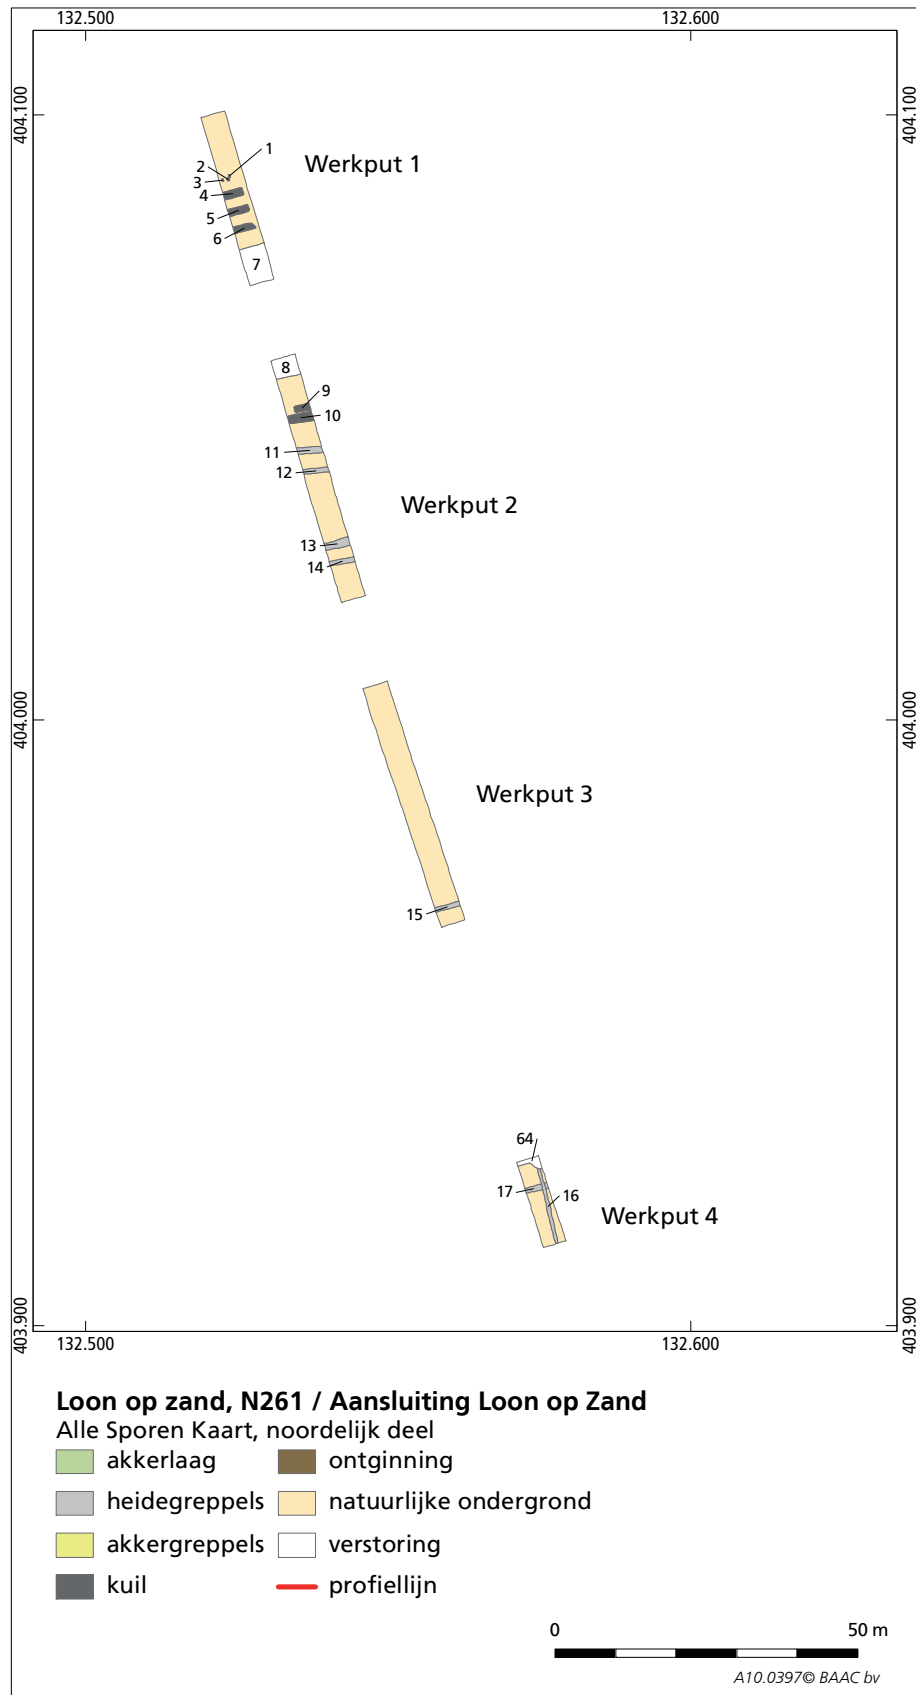 132.500 132.600
404.100 404.100
1
2
3
4
5
6
7
Werkput 1
8
9
10
11
12
13
14
Werkput 2
404.000 404.000
Werkput 3
15
64
17
16
Werkput 4
403.900 403.900
132.500 132.600
Loon op zand, N261 / Aansluiting Loon op Zand
Alle Sporen Kaart, noordelijk deel
akkerlaag ontginning
heidegreppels natuurlijke ondergrond
akkergreppels verstoring
kuil profiellijn
0 50 m
A10.0397© BAAC bv